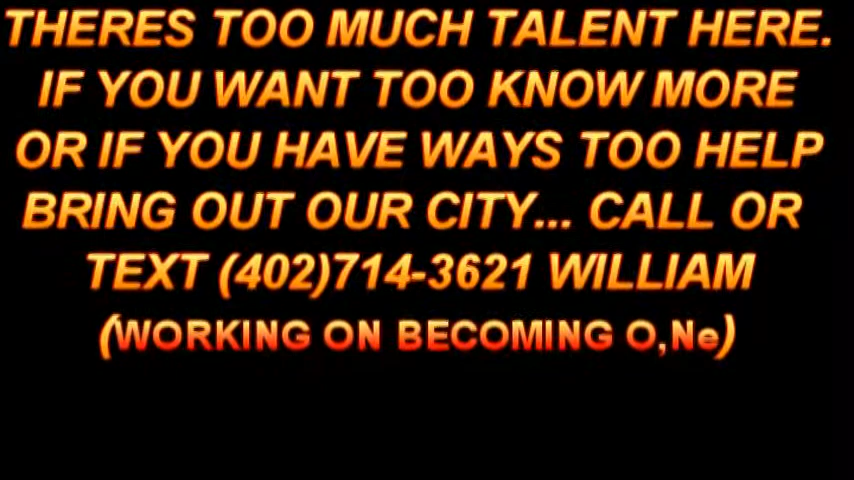 THERES TOO MUCH TALENT HERE.
IF YOU WANT TOO KNOW MORE
OR IF YOU HAVE WAYS TOO HELP
BRING OUT OUR CITY... CALL OR
TEXT (402)714-3621 WILLIAM
(WORKING ON BECOMING O,Ne)